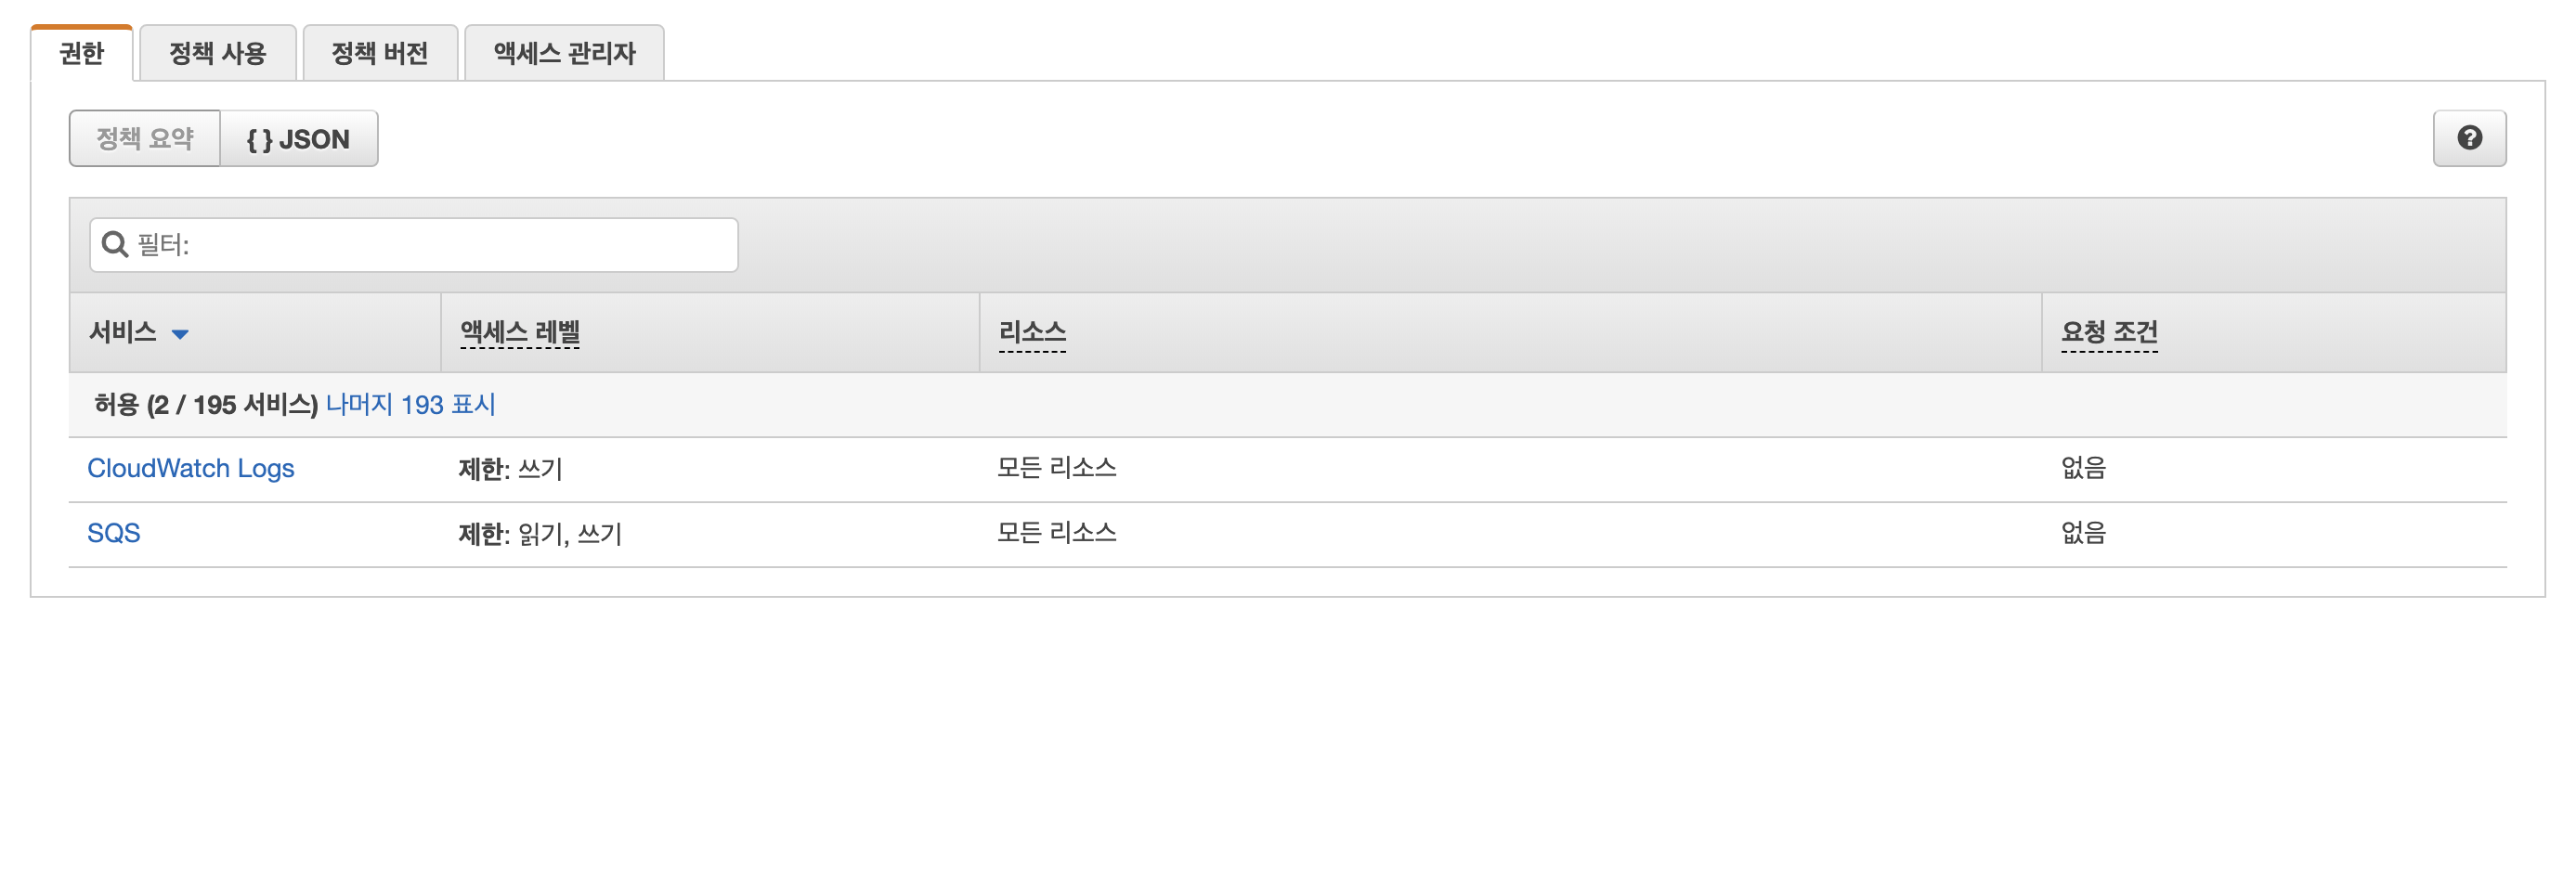 권한 정책 사용 정책 버전 액세스 관리자
정책 요약 { } JSON
필터:
서비스 액세스 레벨 리소스 요청 조건
허용 (2 / 195 서비스) 나머지 193 표시
CloudWatch Logs 제한: 쓰기 모든 리소스 없음
SQS 제한: 읽기, 쓰기 모든 리소스 없음